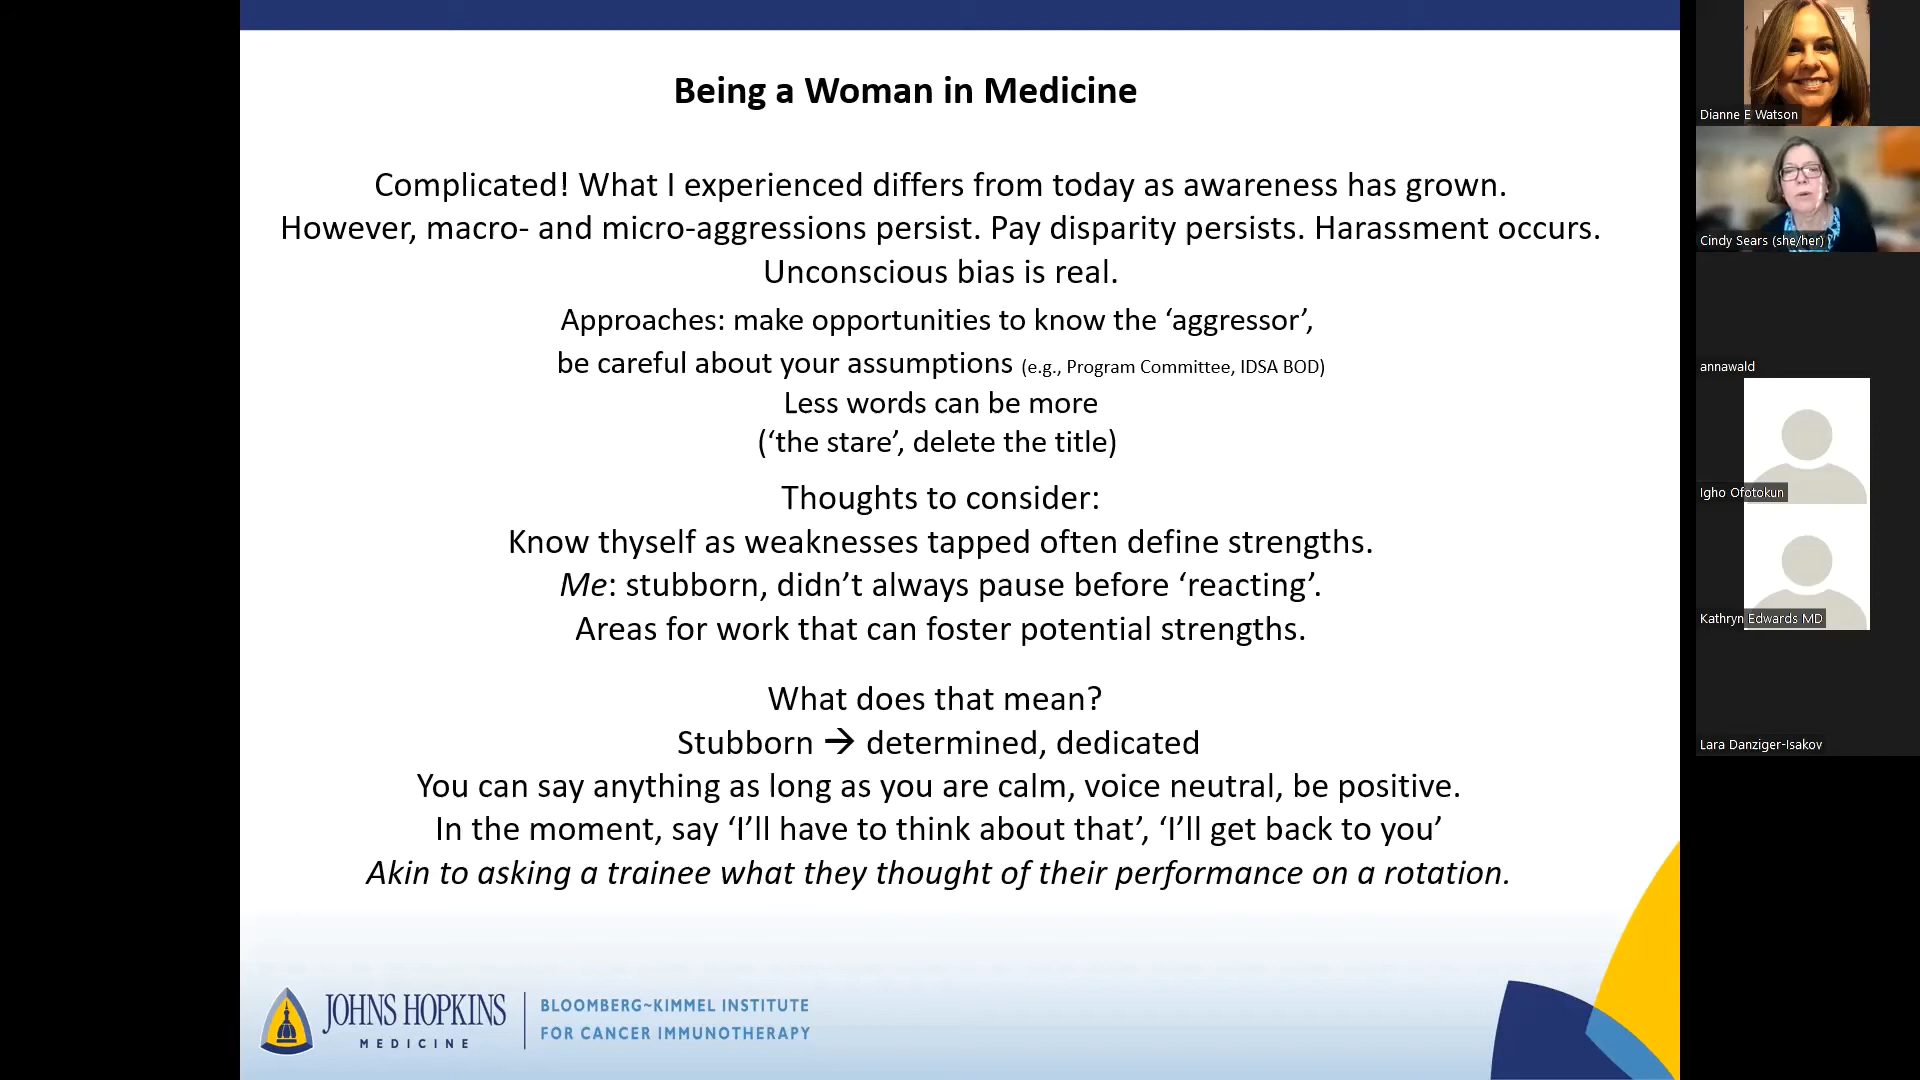 Being a Woman in Medicine
Complicated! What I experienced differs from today as awareness has grown.
However, macro- and micro-aggressions persist. Pay disparity persists. Harassment occurs.
Unconscious bias is real.
Approaches: make opportunities to know the ‘aggressor’,
be careful about your assumptions (e.g., Program Committee, IDSA BOD)
Less words can be more
(‘the stare’, delete the title)
Thoughts to consider:
Know thyself as weaknesses tapped often define strengths.
Me: stubborn, didn’t always pause before ‘reacting’.
Areas for work that can foster potential strengths.
What does that mean?
Stubborn → determined, dedicated
You can say anything as long as you are calm, voice neutral, be positive.
In the moment, say ‘I’ll have to think about that’, ‘I’ll get back to you’
Akin to asking a trainee what they thought of their performance on a rotation.
JOHNS HOPKINS
MEDICINE
BLOOMBERG~KIMMEL INSTITUTE
FOR CANCER IMMUNOTHERAPY
Dianne E Watson
Cindy Sears (she/her)
annawald
Igho Ofotokun
Kathryn Edwards MD
Lara Danziger-Isakov